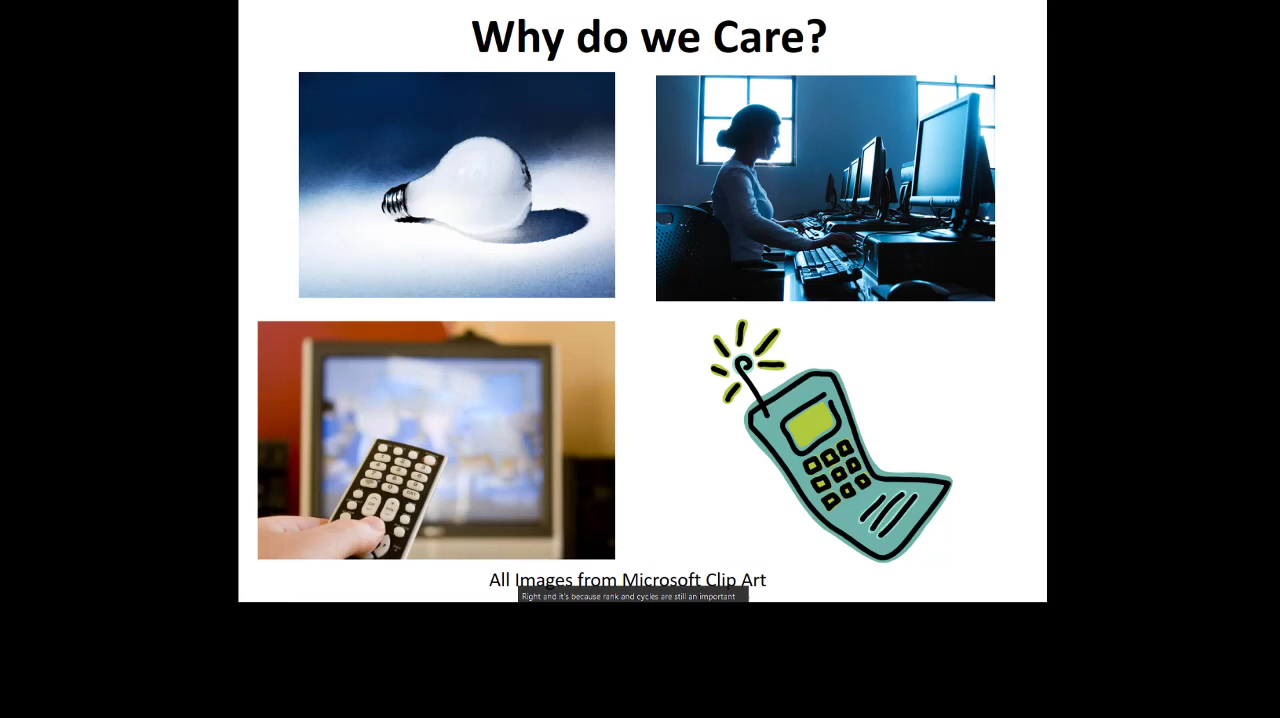 Why do we Care?
All Images from Microsoft Clip Art
Right and it's because rank and cycles are still an important